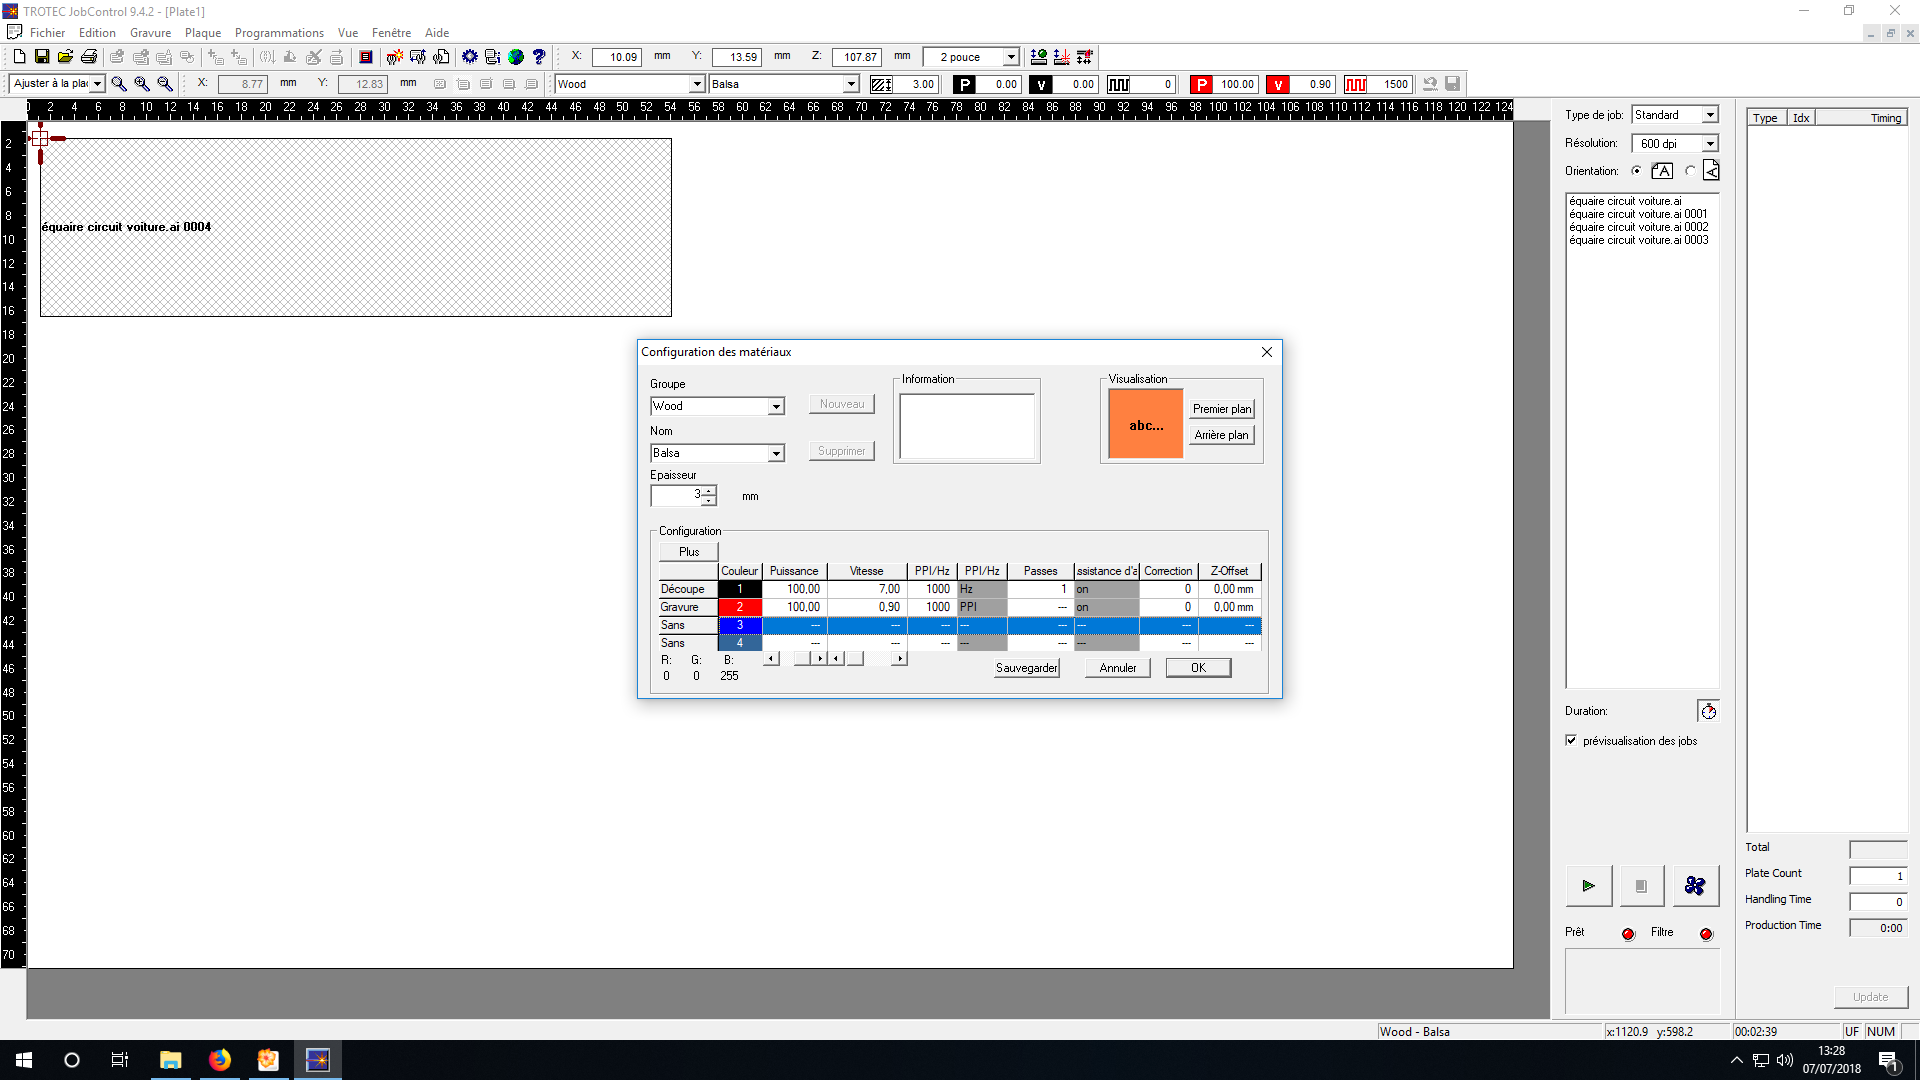 TROTEC JobControl 9.4.2 - [Plate1]
Fichier Edition Gravure Plaque Programmations Vue Fenêtre Aide
X: 10.09 mm Y: 13.59 mm Z: 107.87 mm 2 pouce
Ajuster à la pla X: 8.77 mm Y: 12.83 mm Wood Balsa 3.00 P 0.00 v 0.00 0 P 100.00 v 0.90 1500
0 2 4 6 8 10 12 14 16 18 20 22 24 26 28 30 32 34 36 38 40 42 44 46 48 50 52 54 56 58 60 62 64 66 68 70 72 74 76 78 80 82 84 86 88 90 92 94 96 98 100 102 104 106 108 110 112 114 116 118 120 122 124
2
4
6
8
10
12
14
16
18
20
22
24
26
28
30
32
34
36
38
40
42
44
46
48
50
52
54
56
58
60
62
64
66
68
70
équaire circuit voiture.ai 0004
Configuration des matériaux
Groupe
Wood
Nouveau
Nom
Balsa
Supprimer
Epaisseur
3 mm
Information
Visualisation
abc...
Premier plan
Arrière plan
Configuration
Plus
Couleur Puissance Vitesse PPI/Hz PPI/Hz Passes ssistance d'a Correction Z-Offset
Découpe 1 100,00 7,00 1000 Hz 1 on 0 0,00 mm
Gravure 2 100,00 0,90 1000 PPI --- on 0 0,00 mm
Sans 3 --- --- --- --- --- --- --- ---
Sans 4 --- --- --- --- --- --- --- ---
R: G: B:
0 0 255
Sauvegarder Annuler OK
Type de job: Standard
Résolution: 600 dpi
Orientation: A A
équaire circuit voiture.ai
équaire circuit voiture.ai 0001
équaire circuit voiture.ai 0002
équaire circuit voiture.ai 0003
Duration:
prévisualisation des jobs
Prêt Filtre
Type Idx Timing
Total
Plate Count 1
Handling Time 0
Production Time 0:00
Update
Wood - Balsa x:1120.9 y:598.2 00:02:39 UF NUM
13:28
07/07/2018
1